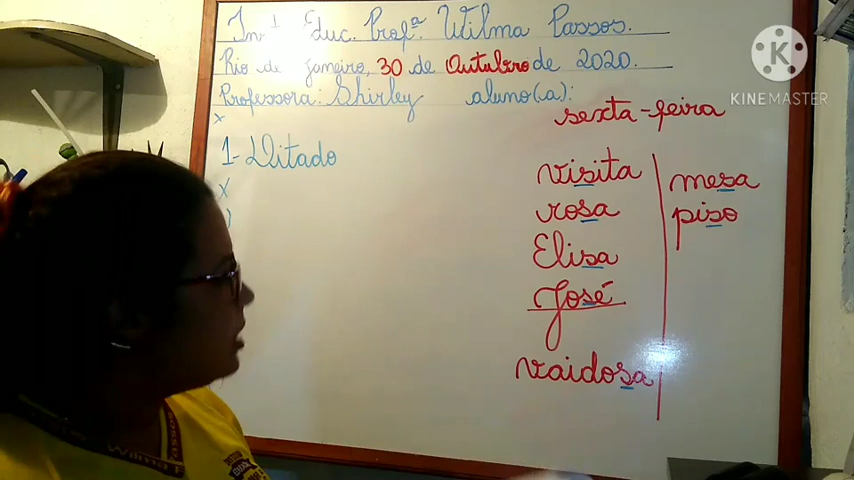 In. Educ. Profª. Wilma Passos.
Rio de janeiro, 30 de Outubro de 2020.
Professora: Shirley aluno(a):
x
sexta-feira
1- Ditado
x
visita
rosa
Elisa
José
vaidosa
mesa
piso
KINEMASTER